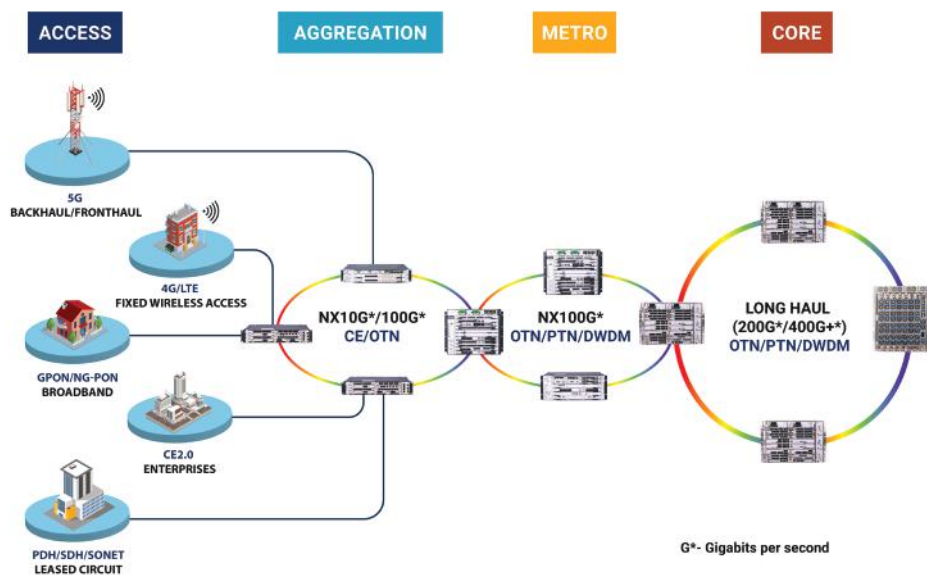 ACCESS
AGGREGATION
METRO
CORE
5G
BACKHAUL/FRONTHAUL
4G/LTE
FIXED WIRELESS ACCESS
GPON/NG-PON
BROADBAND
CE2.0
ENTERPRISES
PDH/SDH/SONET
LEASED CIRCUIT
NX10G*/100G*
CE/OTN
NX100G*
OTN/PTN/DWDM
LONG HAUL
(200G*/400G+*)
OTN/PTN/DWDM
G*- Gigabits per second